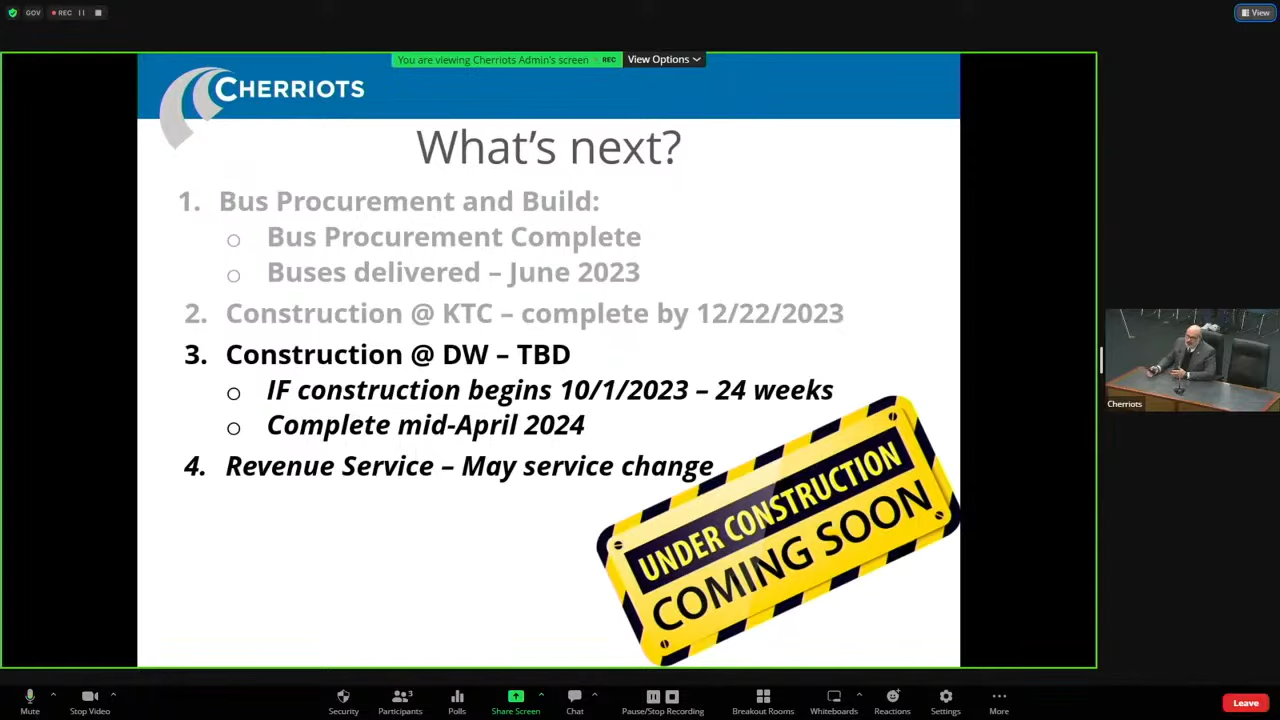 GOV
REC
View
You are viewing Cherriots Admin's screen
REC
View Options
CHERRIOTS
What's next?
1. Bus Procurement and Build:
○ Bus Procurement Complete
○ Buses delivered – June 2023
2. Construction @ KTC – complete by 12/22/2023
3. Construction @ DW – TBD
○ IF construction begins 10/1/2023 – 24 weeks
○ Complete mid-April 2024
4. Revenue Service – May service change
UNDER CONSTRUCTION
COMING SOON
Cherriots
Mute
Stop Video
Security
Participants
3
Polls
Share Screen
Chat
Pause/Stop Recording
Breakout Rooms
Whiteboards
Reactions
Settings
More
Leave